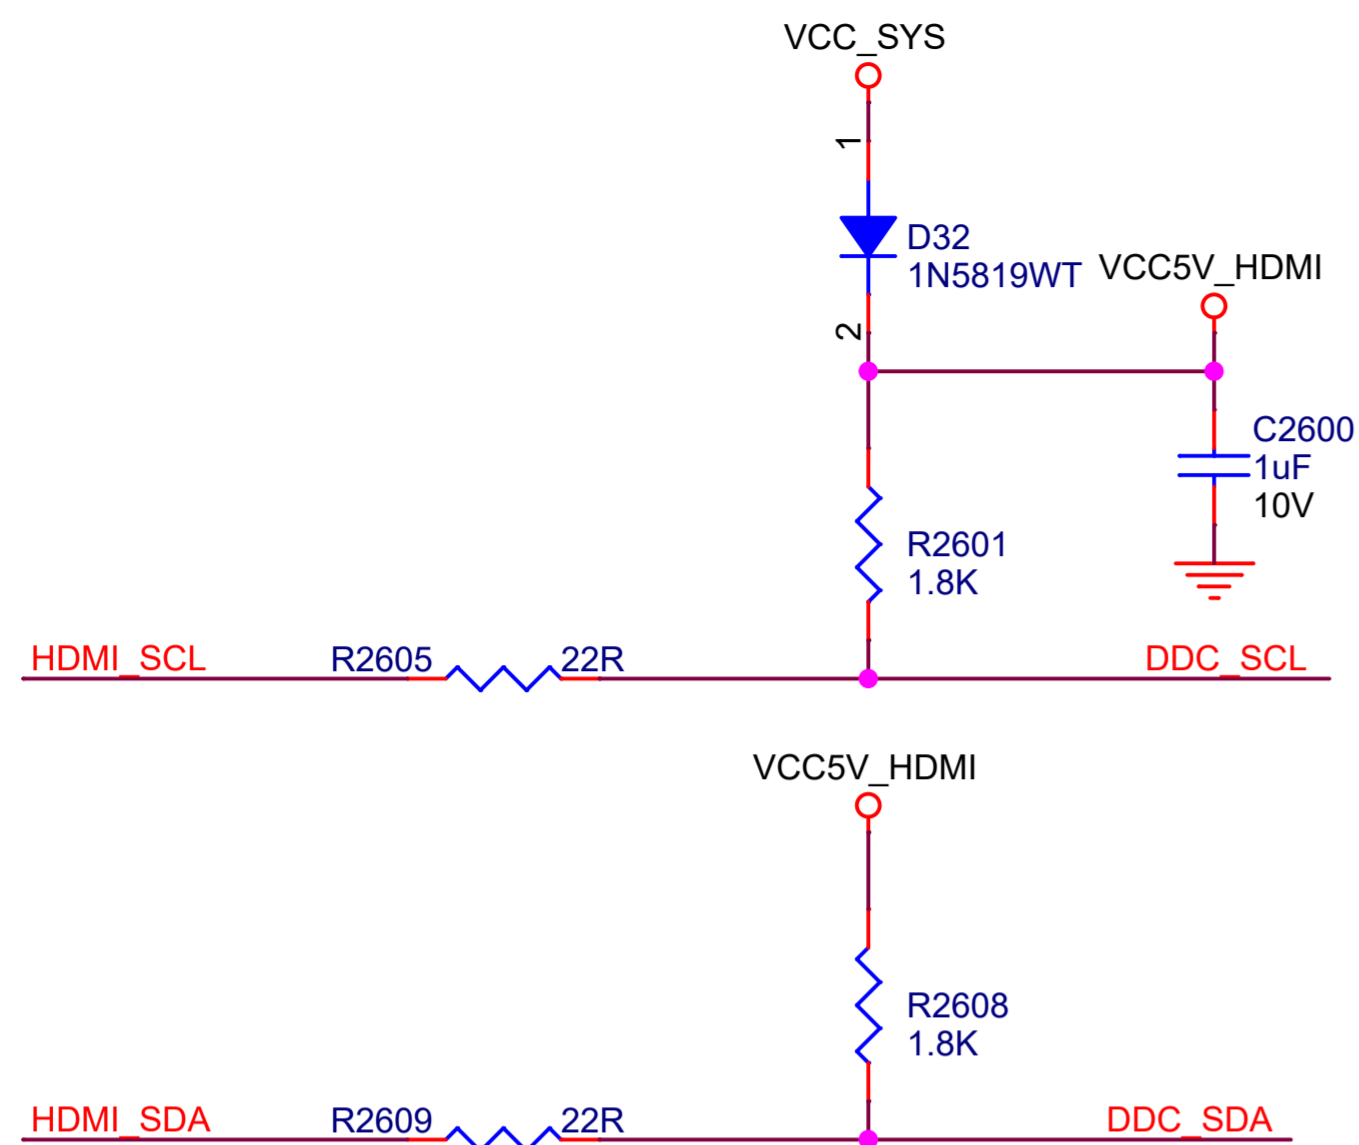 VCC_SYS
1
D32
1N5819WT
VCC5V_HDMI
2
C2600
1uF
10V
R2601
1.8K
HDMI_SCL
R2605
22R
DDC_SCL
VCC5V_HDMI
R2608
1.8K
HDMI_SDA
R2609
22R
DDC_SDA